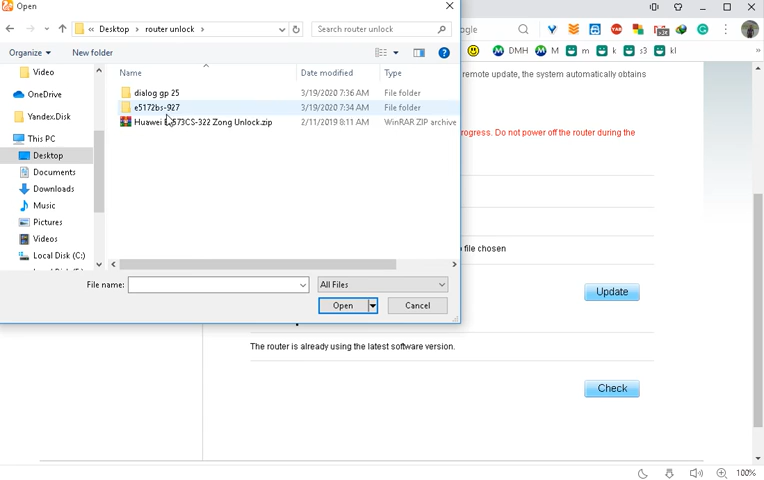 Open
« Desktop › router unlock ›
Search router unlock
ogle
Organize
New folder
DMH M m k s3 kl »
Video
OneDrive
Yandex.Disk
This PC
Desktop
Documents
Downloads
Music
Pictures
Videos
Local Disk (C:)
Name Date modified Type
dialog gp 25 3/19/2020 7:36 AM File folder
e5172bs-927 3/19/2020 7:34 AM File folder
Huawei 573CS-322 Zong Unlock.zip 2/11/2019 8:11 AM WinRAR ZIP archive
remote update, the system automatically obtains
rogress. Do not power off the router during the
file chosen
File name:
All Files
Open
Cancel
Update
The router is already using the latest software version.
Check
100%